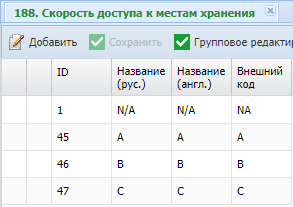 188. Скорость доступа к местам хранения
Добавить Сохранить Групповое редактир
ID Название (рус.) Название (англ.) Внешний код
1 N/A N/A NA
45 A A A
46 B B B
47 C C C